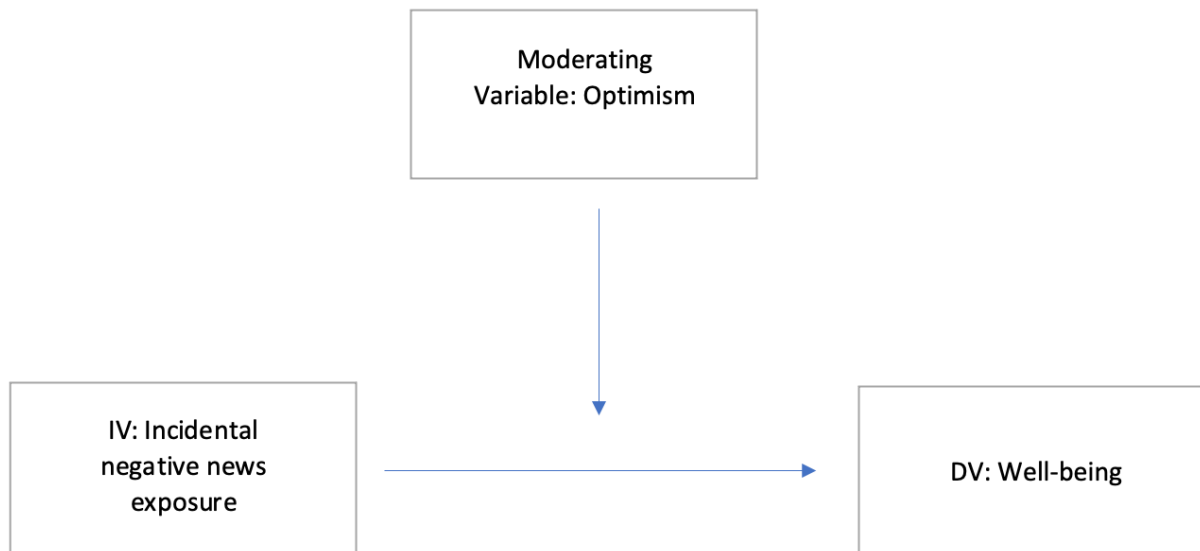 Moderating
Variable: Optimism
IV: Incidental
negative news
exposure
DV: Well-being